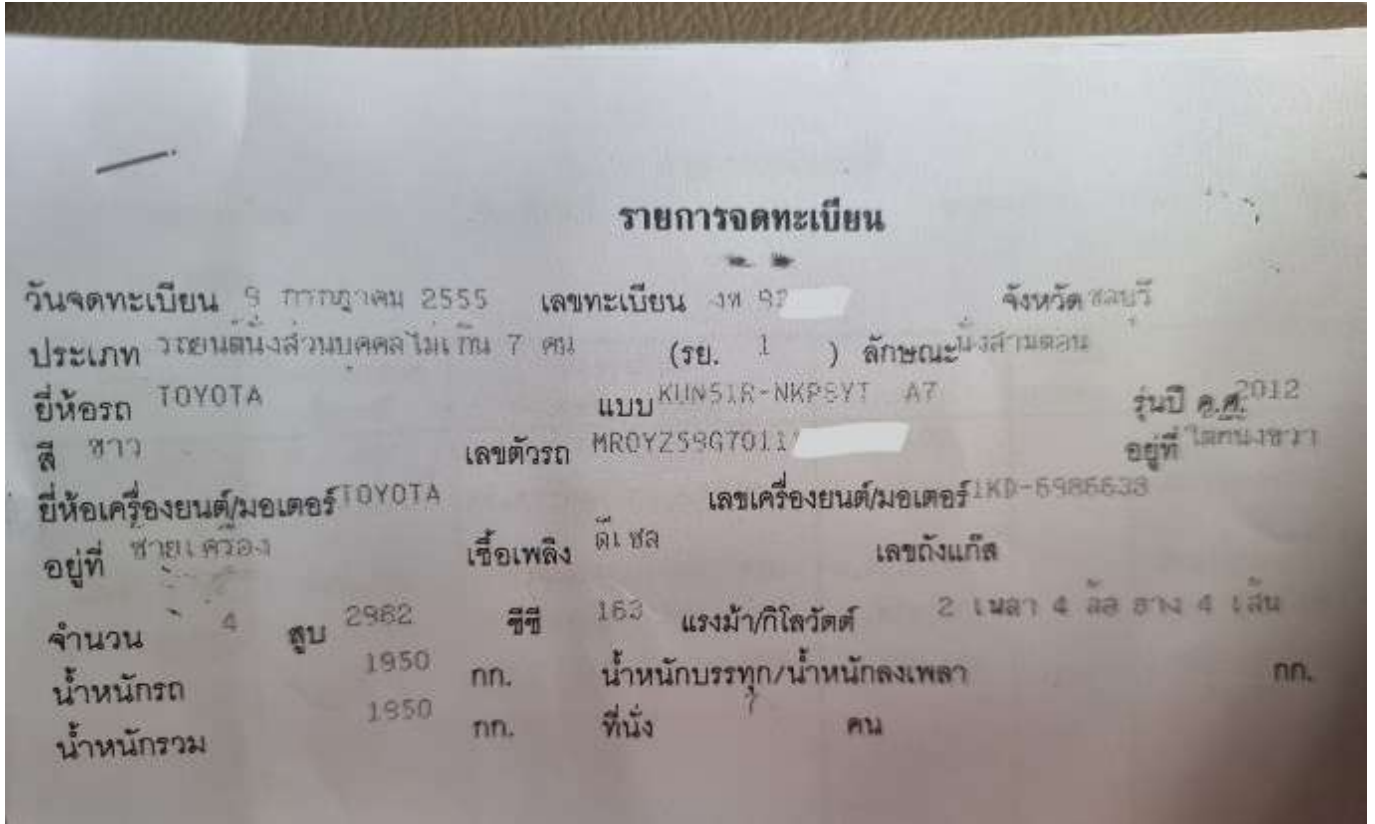 รายการจดทะเบียน
วันจดทะเบียน 9 กรกฎาคม 2555 เลขทะเบียน งพ 92 จังหวัด ชลบุรี
ประเภท รถยนต์นั่งส่วนบุคคลไม่เกิน 7 คน (รย. 1 ) ลักษณะ นั่งสามตอน
ยี่ห้อรถ TOYOTA แบบ KUN51R-NKPSYT A7 รุ่นปี ค.ศ. 2012
สี ขาว เลขตัวรถ MR0YZ59G7011 อยู่ที่
ยี่ห้อเครื่องยนต์/มอเตอร์ TOYOTA เลขเครื่องยนต์/มอเตอร์ 1KD-6986638
อยู่ที่ ซ้ายเครื่อง เชื้อเพลิง ดีเซล เลขถังแก๊ส
จำนวน 4 สูบ 2982 ซีซี 163 แรงม้า/กิโลวัตต์ 2 เพลา 4 ล้อ ยาง 4 เส้น
น้ำหนักรถ 1950 กก. น้ำหนักบรรทุก/น้ำหนักลงเพลา กก.
น้ำหนักรวม 1950 กก. ที่นั่ง 7 คน